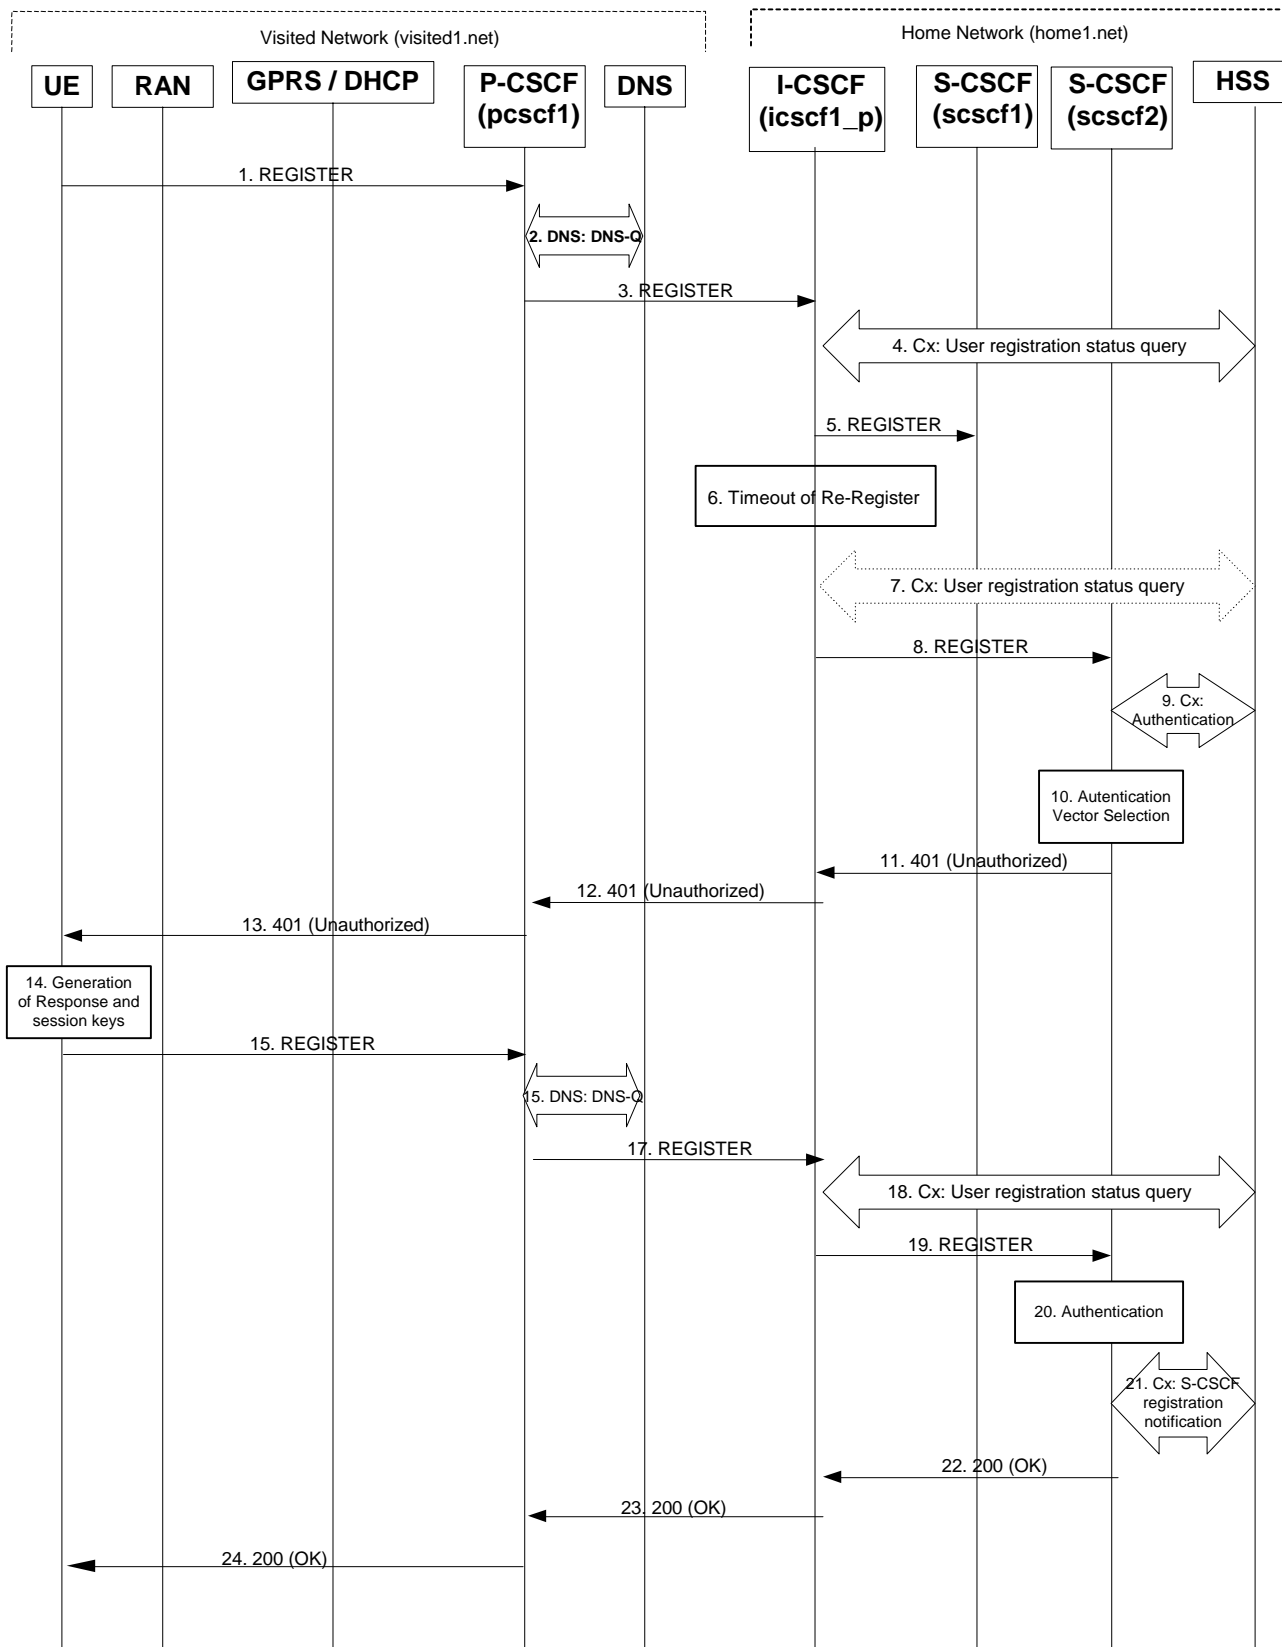 Visited Network (visited1.net)
Home Network (home1.net)
UE
RAN
GPRS / DHCP
P-CSCF
(pcscf1)
DNS
I-CSCF
(icscf1_p)
S-CSCF
(scscf1)
S-CSCF
(scscf2)
HSS
1. REGISTER
2. DNS: DNS-Q
3. REGISTER
4. Cx: User registration status query
5. REGISTER
6. Timeout of Re-Register
7. Cx: User registration status query
8. REGISTER
9. Cx:
Authentication
10. Autentication
Vector Selection
11. 401 (Unauthorized)
12. 401 (Unauthorized)
13. 401 (Unauthorized)
14. Generation
of Response and
session keys
15. REGISTER
15. DNS: DNS-Q
17. REGISTER
18. Cx: User registration status query
19. REGISTER
20. Authentication
21. Cx: S-CSCF
registration
notification
22. 200 (OK)
23. 200 (OK)
24. 200 (OK)